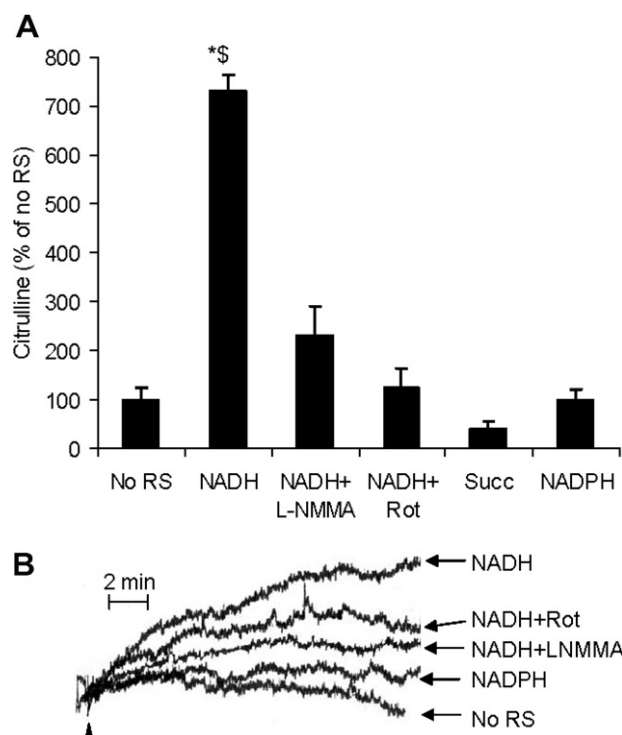 A
*$
Citrulline (% of no RS)
800
700
600
500
400
300
200
100
0
No RS
NADH
NADH+
L-NMMA
NADH+
Rot
Succ
NADPH
B
2 min
NADH
NADH+Rot
NADH+LNMMA
NADPH
No RS